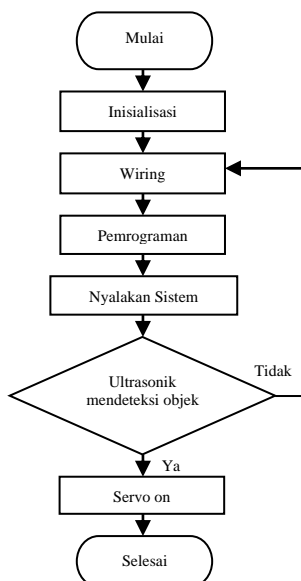 Mulai
Inisialisasi
Wiring
Pemrograman
Nyalakan Sistem
Ultrasonik
mendeteksi objek
Tidak
Ya
Servo on
Selesai